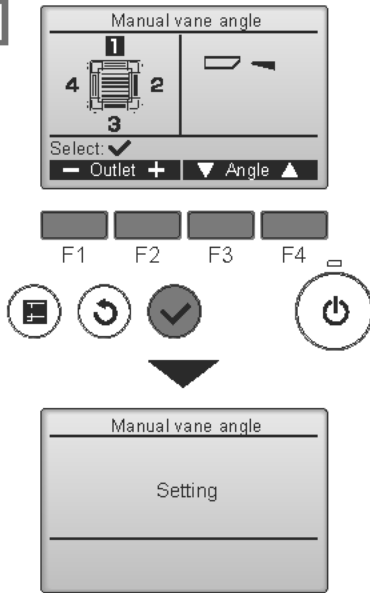 Manual vane angle
1
4 2
3
Select:✔
− Outlet + ▼ Angle ▲
F1 F2 F3 F4
Manual vane angle
Setting